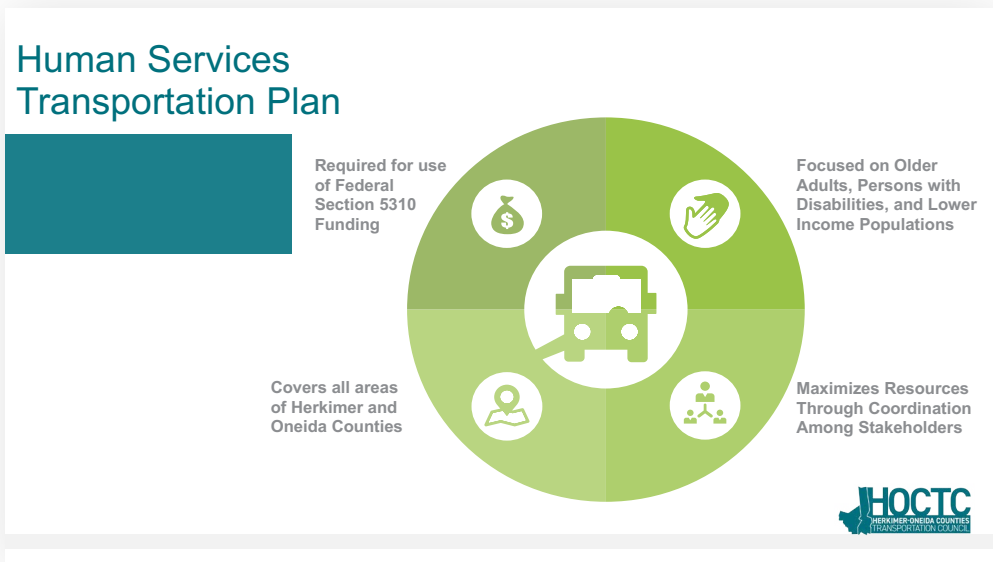 Human Services
Transportation Plan
Required for use
of Federal
Section 5310
Funding
$
Focused on Older
Adults, Persons with
Disabilities, and Lower
Income Populations
Covers all areas
of Herkimer and
Oneida Counties
Maximizes Resources
Through Coordination
Among Stakeholders
HOCTC
HERKIMER-ONEIDA COUNTIES
TRANSPORTATION COUNCIL